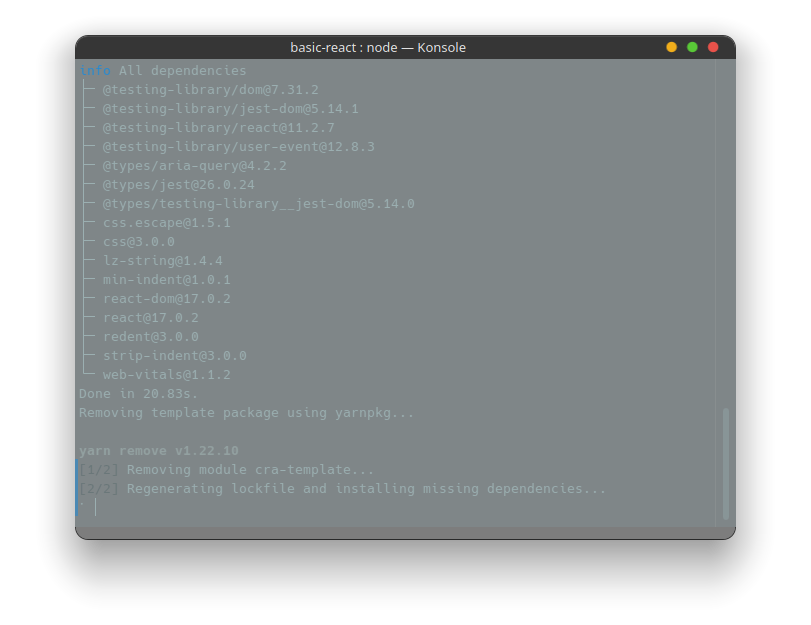 basic-react : node — Konsole
info All dependencies
├─ @testing-library/dom@7.31.2
├─ @testing-library/jest-dom@5.14.1
├─ @testing-library/react@11.2.7
├─ @testing-library/user-event@12.8.3
├─ @types/aria-query@4.2.2
├─ @types/jest@26.0.24
├─ @types/testing-library__jest-dom@5.14.0
├─ css.escape@1.5.1
├─ css@3.0.0
├─ lz-string@1.4.4
├─ min-indent@1.0.1
├─ react-dom@17.0.2
├─ react@17.0.2
├─ redent@3.0.0
├─ strip-indent@3.0.0
└─ web-vitals@1.1.2
Done in 20.83s.
Removing template package using yarnpkg...
yarn remove v1.22.10
[1/2] Removing module cra-template...
[2/2] Regenerating lockfile and installing missing dependencies...